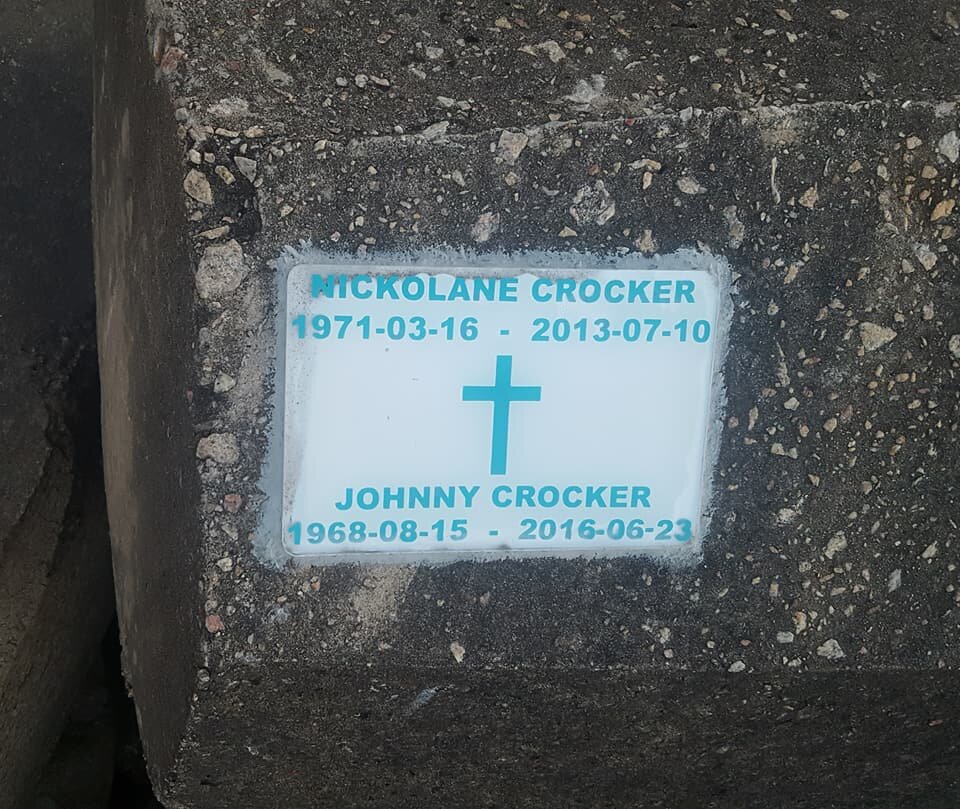 NICKOLANE CROCKER
1971-03-16 - 2013-07-10
JOHNNY CROCKER
1968-08-15 - 2016-06-23